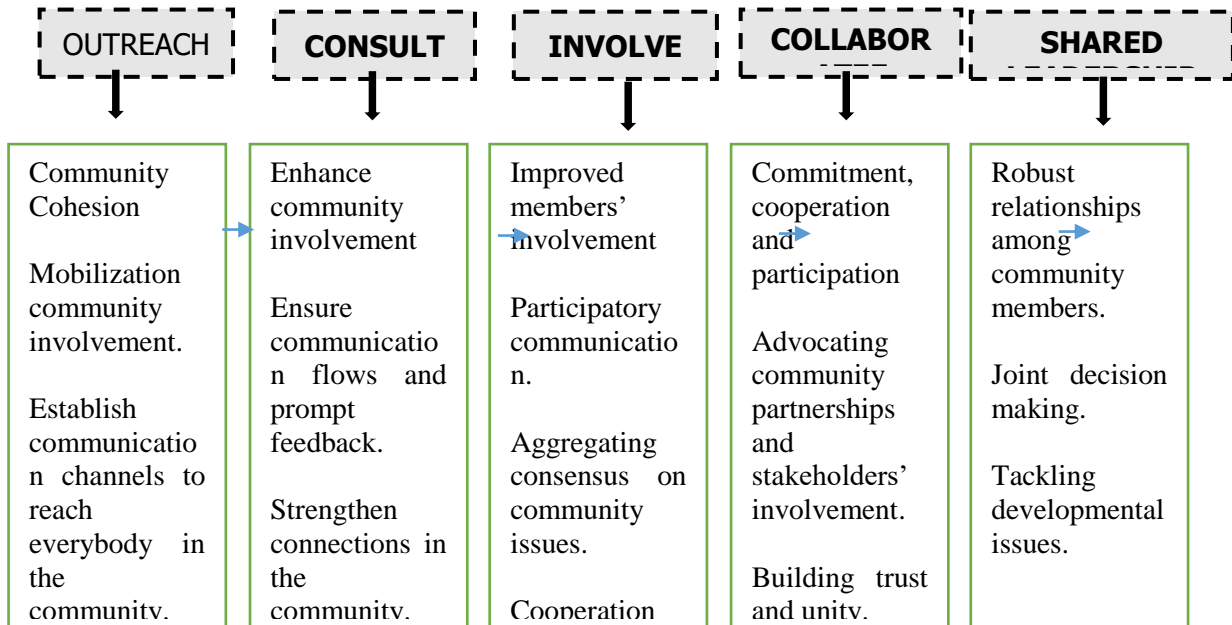 OUTREACH
CONSULT
INVOLVE
COLLABOR
SHARED
Community
Cohesion
Mobilization
community
involvement.
Establish
communicatio
n channels to
reach
everybody in
the
community.
Enhance
community
involvement
Ensure
communicatio
n flows and
prompt
feedback.
Strengthen
connections in
the
community.
Improved
members’
involvement
Participatory
communicatio
n.
Aggregating
consensus on
community
issues.
Cooperation
Commitment,
cooperation
and
participation
Advocating
community
partnerships
and
stakeholders’
involvement.
Building trust
and unity.
Robust
relationships
among
community
members.
Joint decision
making.
Tackling
developmental
issues.